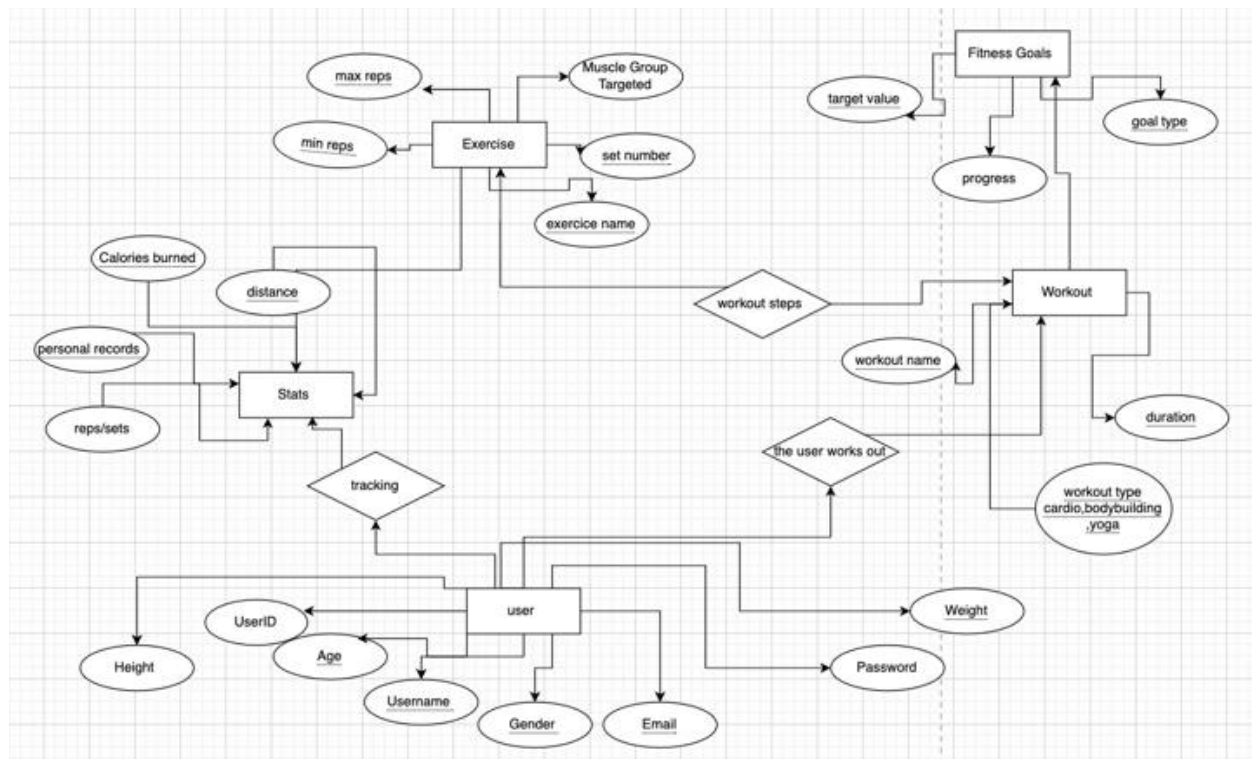 Fitness Goals
max reps
Muscle Group
Targeted
target value
goal type
Exercise
min reps
set number
progress
exercice name
Calories burned
distance
workout steps
Workout
personal records
workout name
Stats
reps/sets
duration
the user works out
tracking
workout type
cardio,bodybuilding
,yoga
user
Weight
UserID
Age
Height
Password
Username
Gender
Email